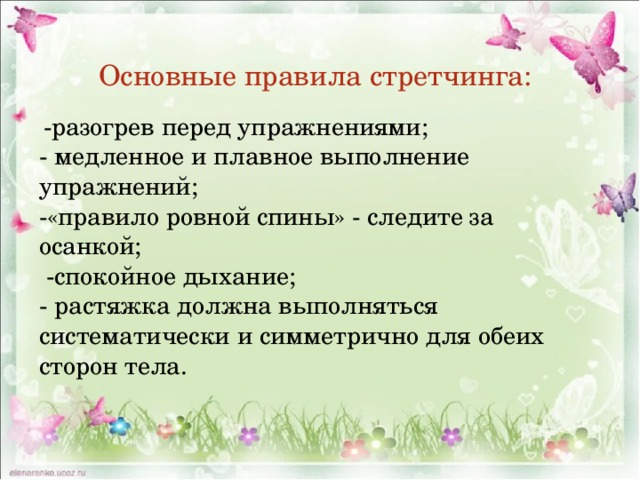 Основные правила стретчинга:
-разогрев перед упражнениями;
- медленное и плавное выполнение
упражнений;
-«правило ровной спины» - следите за
осанкой;
-спокойное дыхание;
- растяжка должна выполняться
систематически и симметрично для обеих
сторон тела.
elenaranko.ucoz.ru